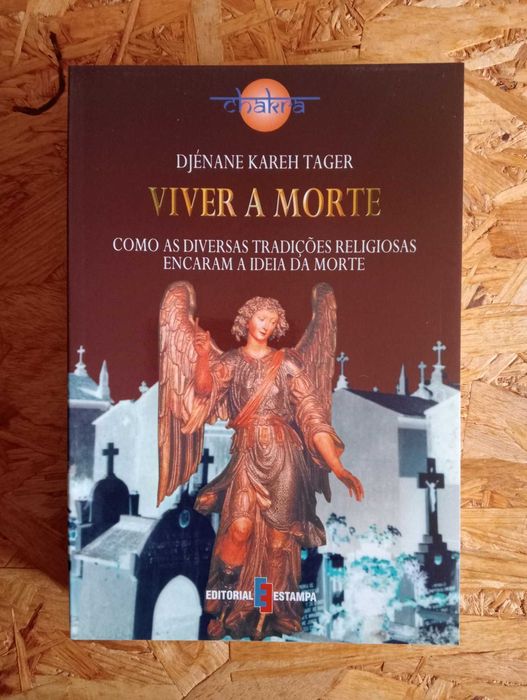 chakra
DJÉNANE KAREH TAGER
VIVER A MORTE
COMO AS DIVERSAS TRADIÇÕES RELIGIOSAS
ENCARAM A IDEIA DA MORTE
EDITORIAL E ESTAMPA